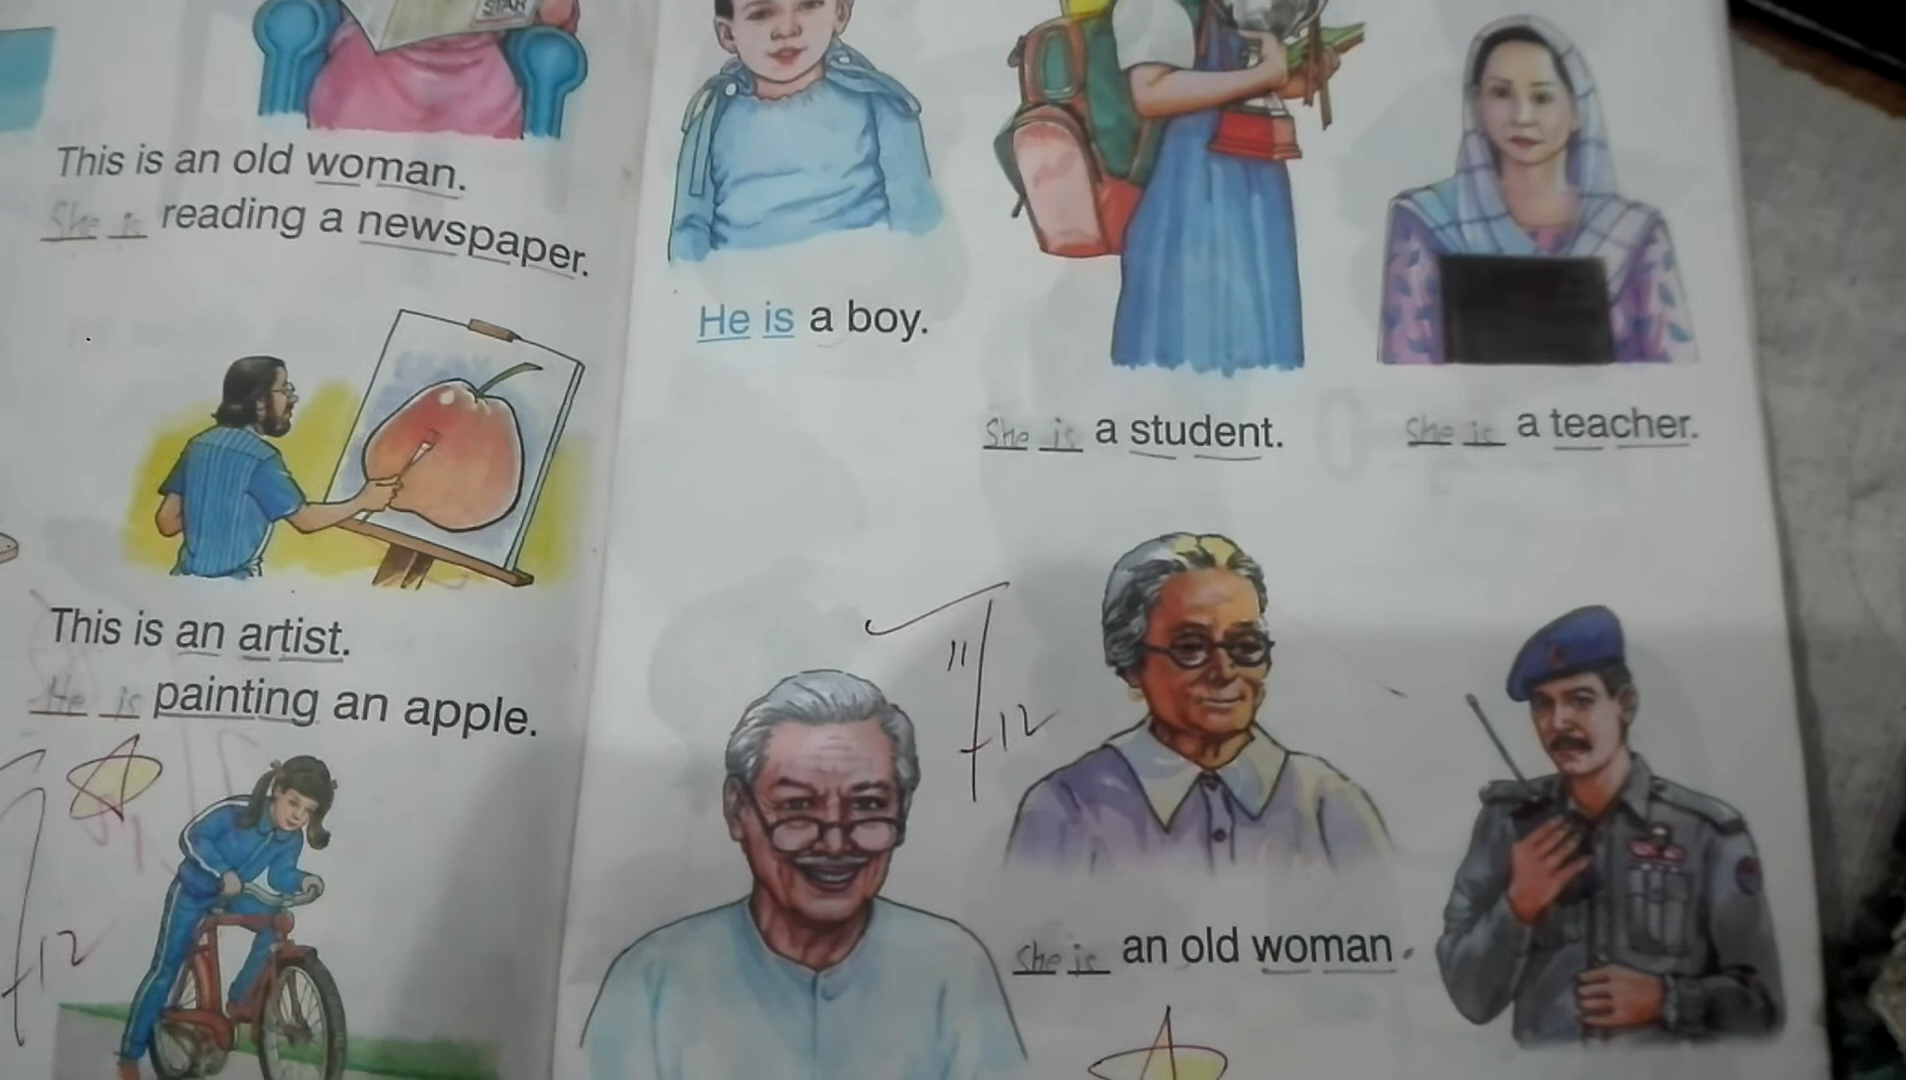 STAR
This is an old woman.
She is reading a newspaper.
This is an artist.
He is painting an apple.
12
He is a boy.
She is a student.
She is a teacher.
11
12
She is an old woman.